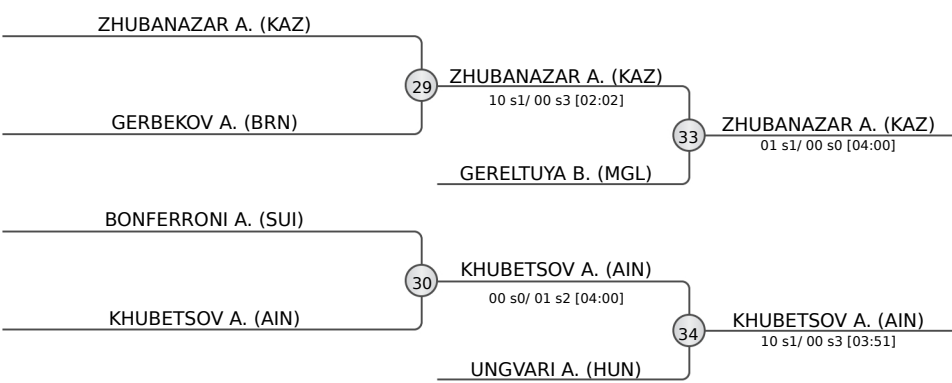 ZHUBANAZAR A. (KAZ)
29
ZHUBANAZAR A. (KAZ)
10 s1/ 00 s3 [02:02]
GERBEKOV A. (BRN)
33
ZHUBANAZAR A. (KAZ)
01 s1/ 00 s0 [04:00]
GERELTUYA B. (MGL)
BONFERRONI A. (SUI)
30
KHUBETSOV A. (AIN)
00 s0/ 01 s2 [04:00]
KHUBETSOV A. (AIN)
34
KHUBETSOV A. (AIN)
10 s1/ 00 s3 [03:51]
UNGVARI A. (HUN)